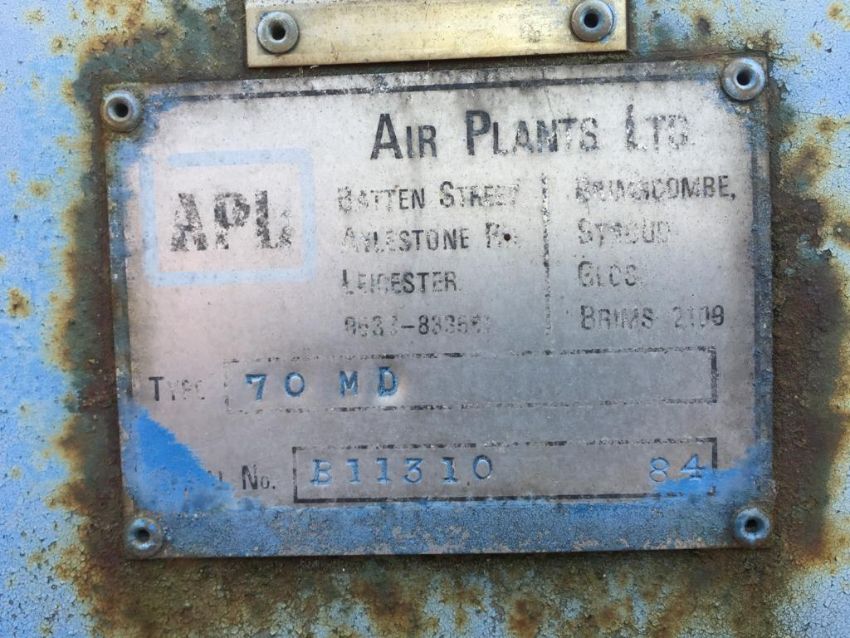 AIR PLANTS LTD.
APL
BATTEN STREET
AYLESTONE RD.
LEICESTER
BRIMSCOMBE,
STROUD
GLOS.
BRIMS 2109
TYPE 70 MD
No. B11310 84